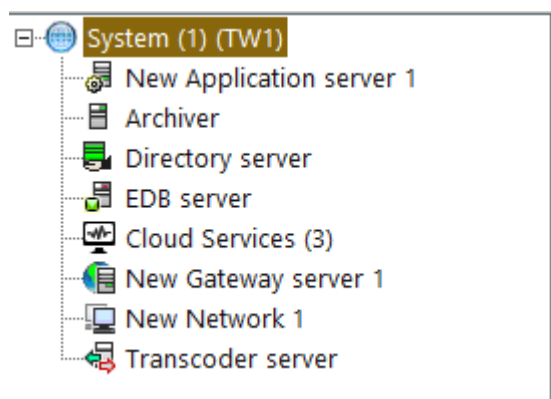 System (1) (TW1)
New Application server 1
Archiver
Directory server
EDB server
Cloud Services (3)
New Gateway server 1
New Network 1
Transcoder server